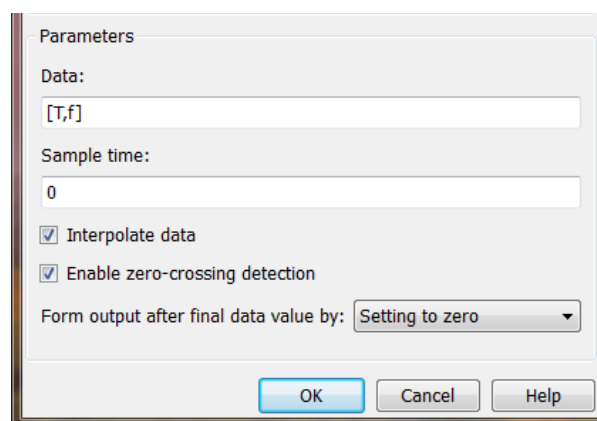 Parameters
Data:
[T,f]
Sample time:
0
Interpolate data
Enable zero-crossing detection
Form output after final data value by: Setting to zero
OK Cancel Help